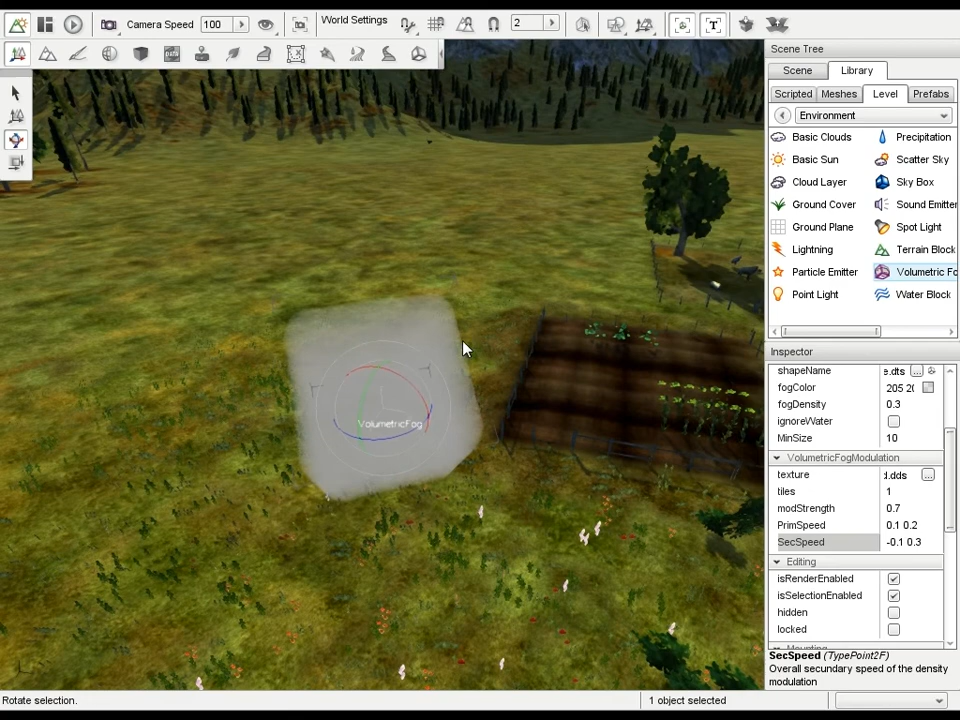 Camera Speed 100 World Settings 2 T
Scene Tree
Scene Library
Scripted Meshes Level Prefabs
Environment
Basic Clouds Precipitation
Basic Sun Scatter Sky
Cloud Layer Sky Box
Ground Cover Sound Emitter
Ground Plane Spot Light
Lightning Terrain Block
Particle Emitter Volumetric Fo
Point Light Water Block
Inspector
shapeName e.dts ...
fogColor 205 20
fogDensity 0.3
ignoreWater
MinSize 10
VolumetricFogModulation
texture d.dds ...
tiles 1
modStrength 0.7
PrimSpeed 0.1 0.2
SecSpeed -0.1 0.3
Editing
isRenderEnabled
isSelectionEnabled
hidden
locked
SecSpeed (TypePoint2F)
Overall secundary speed of the density
modulation
VolumetricFog
Rotate selection. 1 object selected